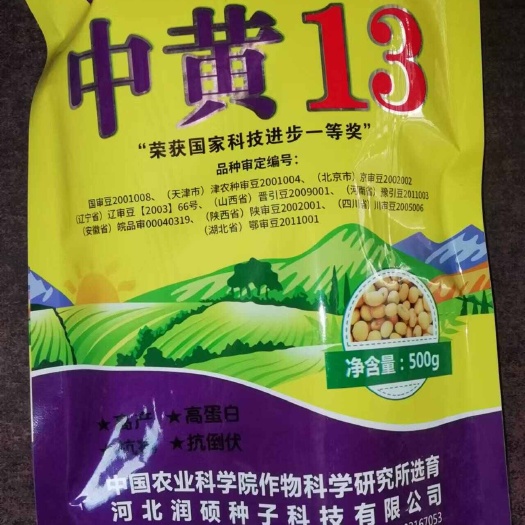 中黄13
“荣获国家科技进步一等奖”
品种审定编号：
国审豆2001008、（天津市）津农种审豆2001004、（北京市）京审豆2002002
（辽宁省）辽审豆【2003】66号、（山西省）晋引豆2009001、（河南省）豫引豆2011003
（安徽省）皖品审00040319、（陕西省）陕审豆2002001、（四川省）川审豆2005006
（湖北省）鄂审豆2011001
净含量：500g
★高产 ★高蛋白
★抗倒伏
中国农业科学院作物科学研究所选育
河北润硕种子科技有限公司
2167053